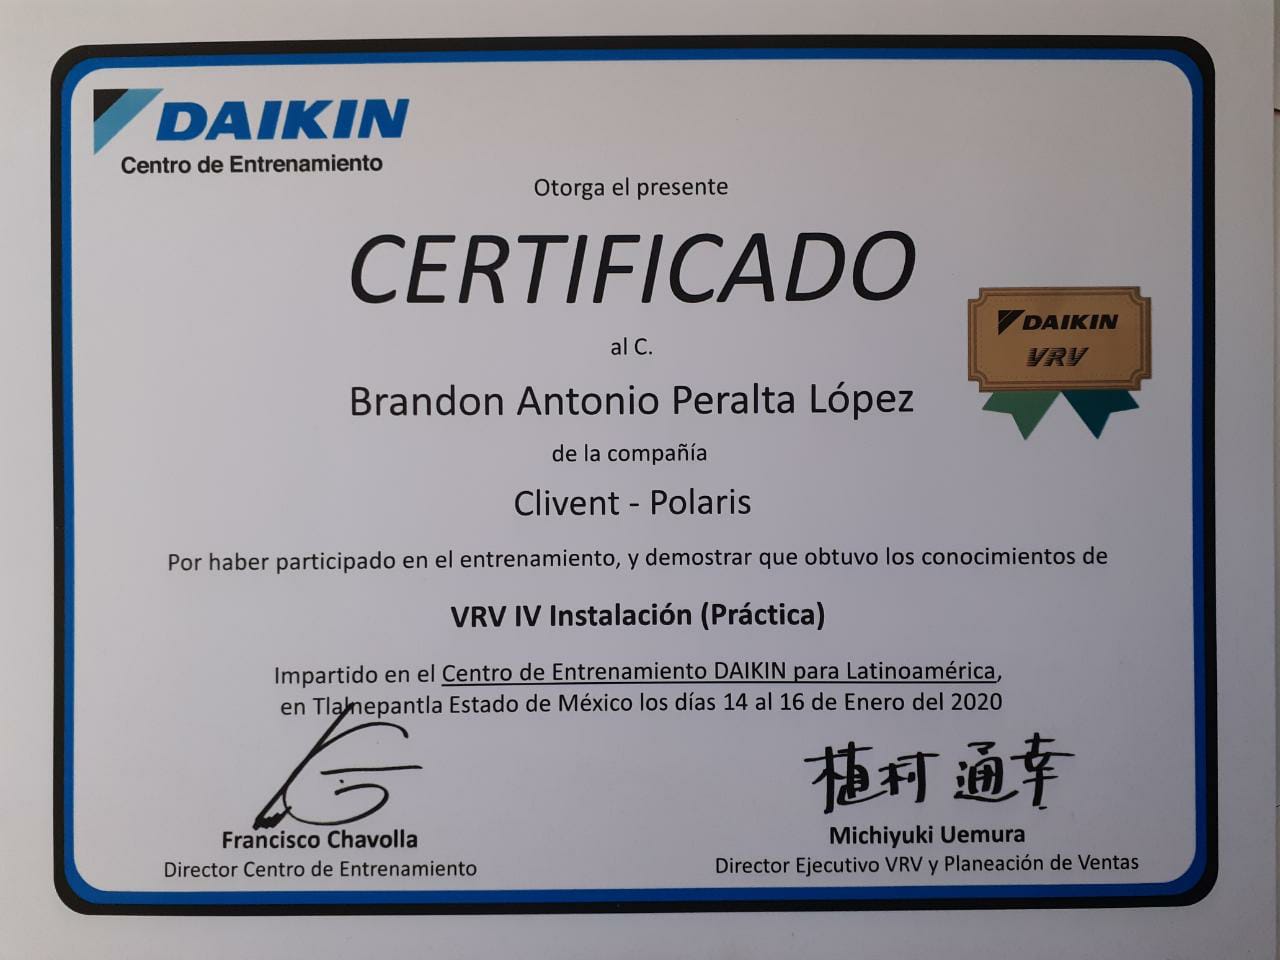 DAIKIN
Centro de Entrenamiento
Otorga el presente
CERTIFICADO
al C.
Brandon Antonio Peralta López
DAIKIN
VRV
de la compañía
Clivent - Polaris
Por haber participado en el entrenamiento, y demostrar que obtuvo los conocimientos de
VRV IV Instalación (Práctica)
Impartido en el Centro de Entrenamiento DAIKIN para Latinoamérica,
en Tlalnepantla Estado de México los días 14 al 16 de Enero del 2020
植村 通幸
Francisco Chavolla
Director Centro de Entrenamiento
Michiyuki Uemura
Director Ejecutivo VRV y Planeación de Ventas